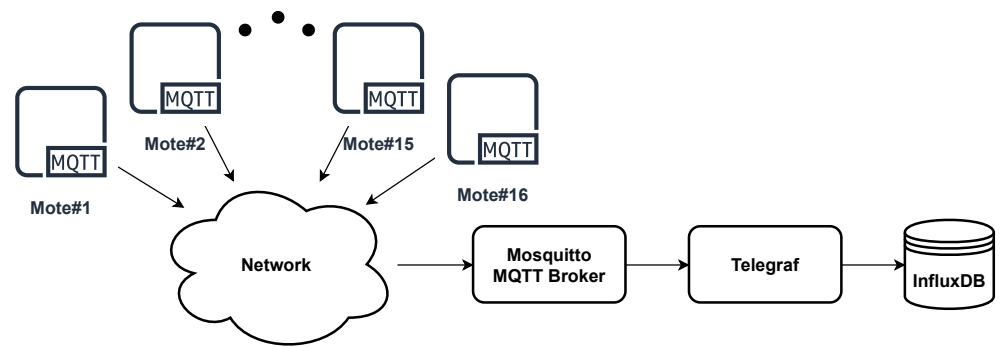 MQTT
Mote#1
MQTT
Mote#2
MQTT
Mote#15
MQTT
Mote#16
Network
Mosquitto
MQTT Broker
Telegraf
InfluxDB